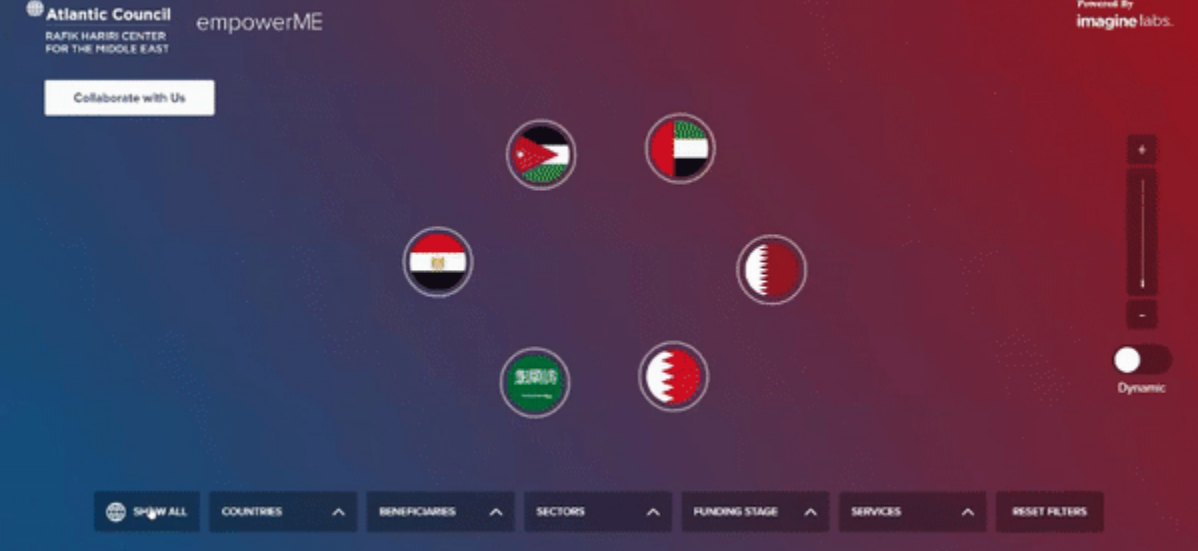 Atlantic Council
RAFIK HARIRI CENTER
FOR THE MIDDLE EAST
empowerME
Powered By
imagine labs.
Collaborate with Us
+
-
Dynamic
SHOW ALL
COUNTRIES
BENEFICIARIES
SECTORS
FUNDING STAGE
SERVICES
RESET FILTERS